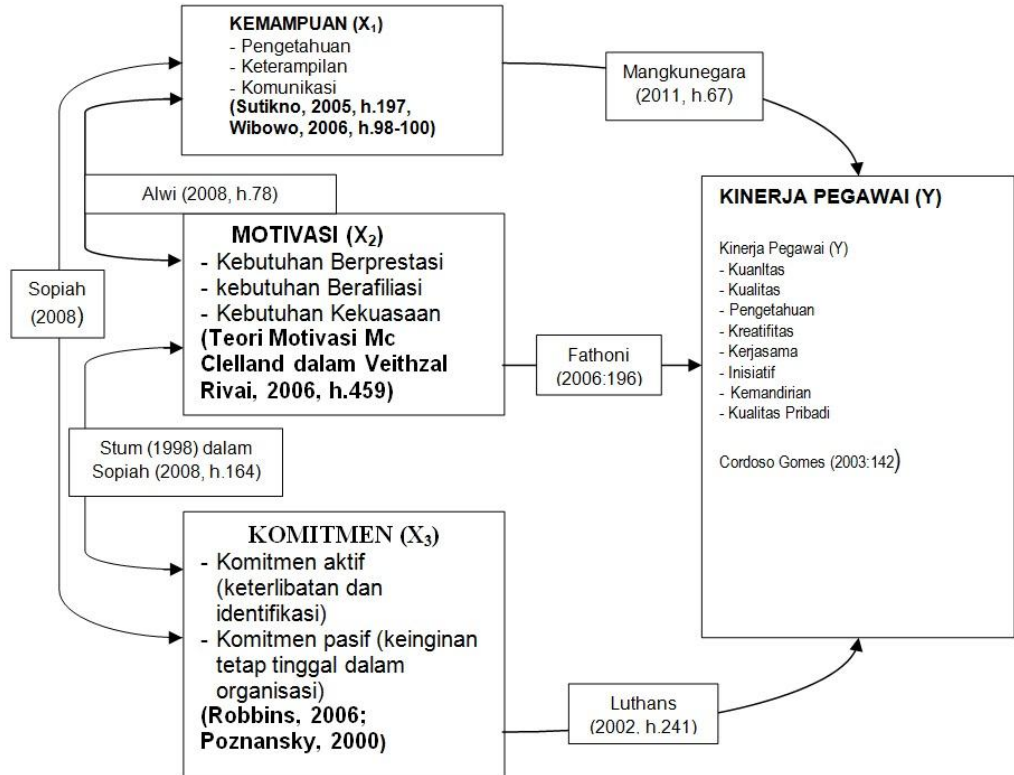 KEMAMPUAN (X₁)
- Pengetahuan
- Keterampilan
- Komunikasi
(Sutikno, 2005, h.197,
Wibowo, 2006, h.98-100)
Mangkunegara
(2011, h.67)
Alwi (2008, h.78)
Sopiah
(2008)
MOTIVASI (X₂)
- Kebutuhan Berprestasi
- kebutuhan Berafiliasi
- Kebutuhan Kekuasaan
(Teori Motivasi Mc
Clelland dalam Veithzal
Rivai, 2006, h.459)
Fathoni
(2006:196)
Stum (1998) dalam
Sopiah (2008, h.164)
KOMITMEN (X₃)
- Komitmen aktif
(keterlibatan dan
identifikasi)
- Komitmen pasif (keinginan
tetap tinggal dalam
organisasi)
(Robbins, 2006;
Poznansky, 2000)
Luthans
(2002, h.241)
KINERJA PEGAWAI (Y)
Kinerja Pegawai (Y)
- Kuanltas
- Kualitas
- Pengetahuan
- Kreatifitas
- Kerjasama
- Inisiatif
- Kemandirian
- Kualitas Pribadi
Cordoso Gomes (2003:142)